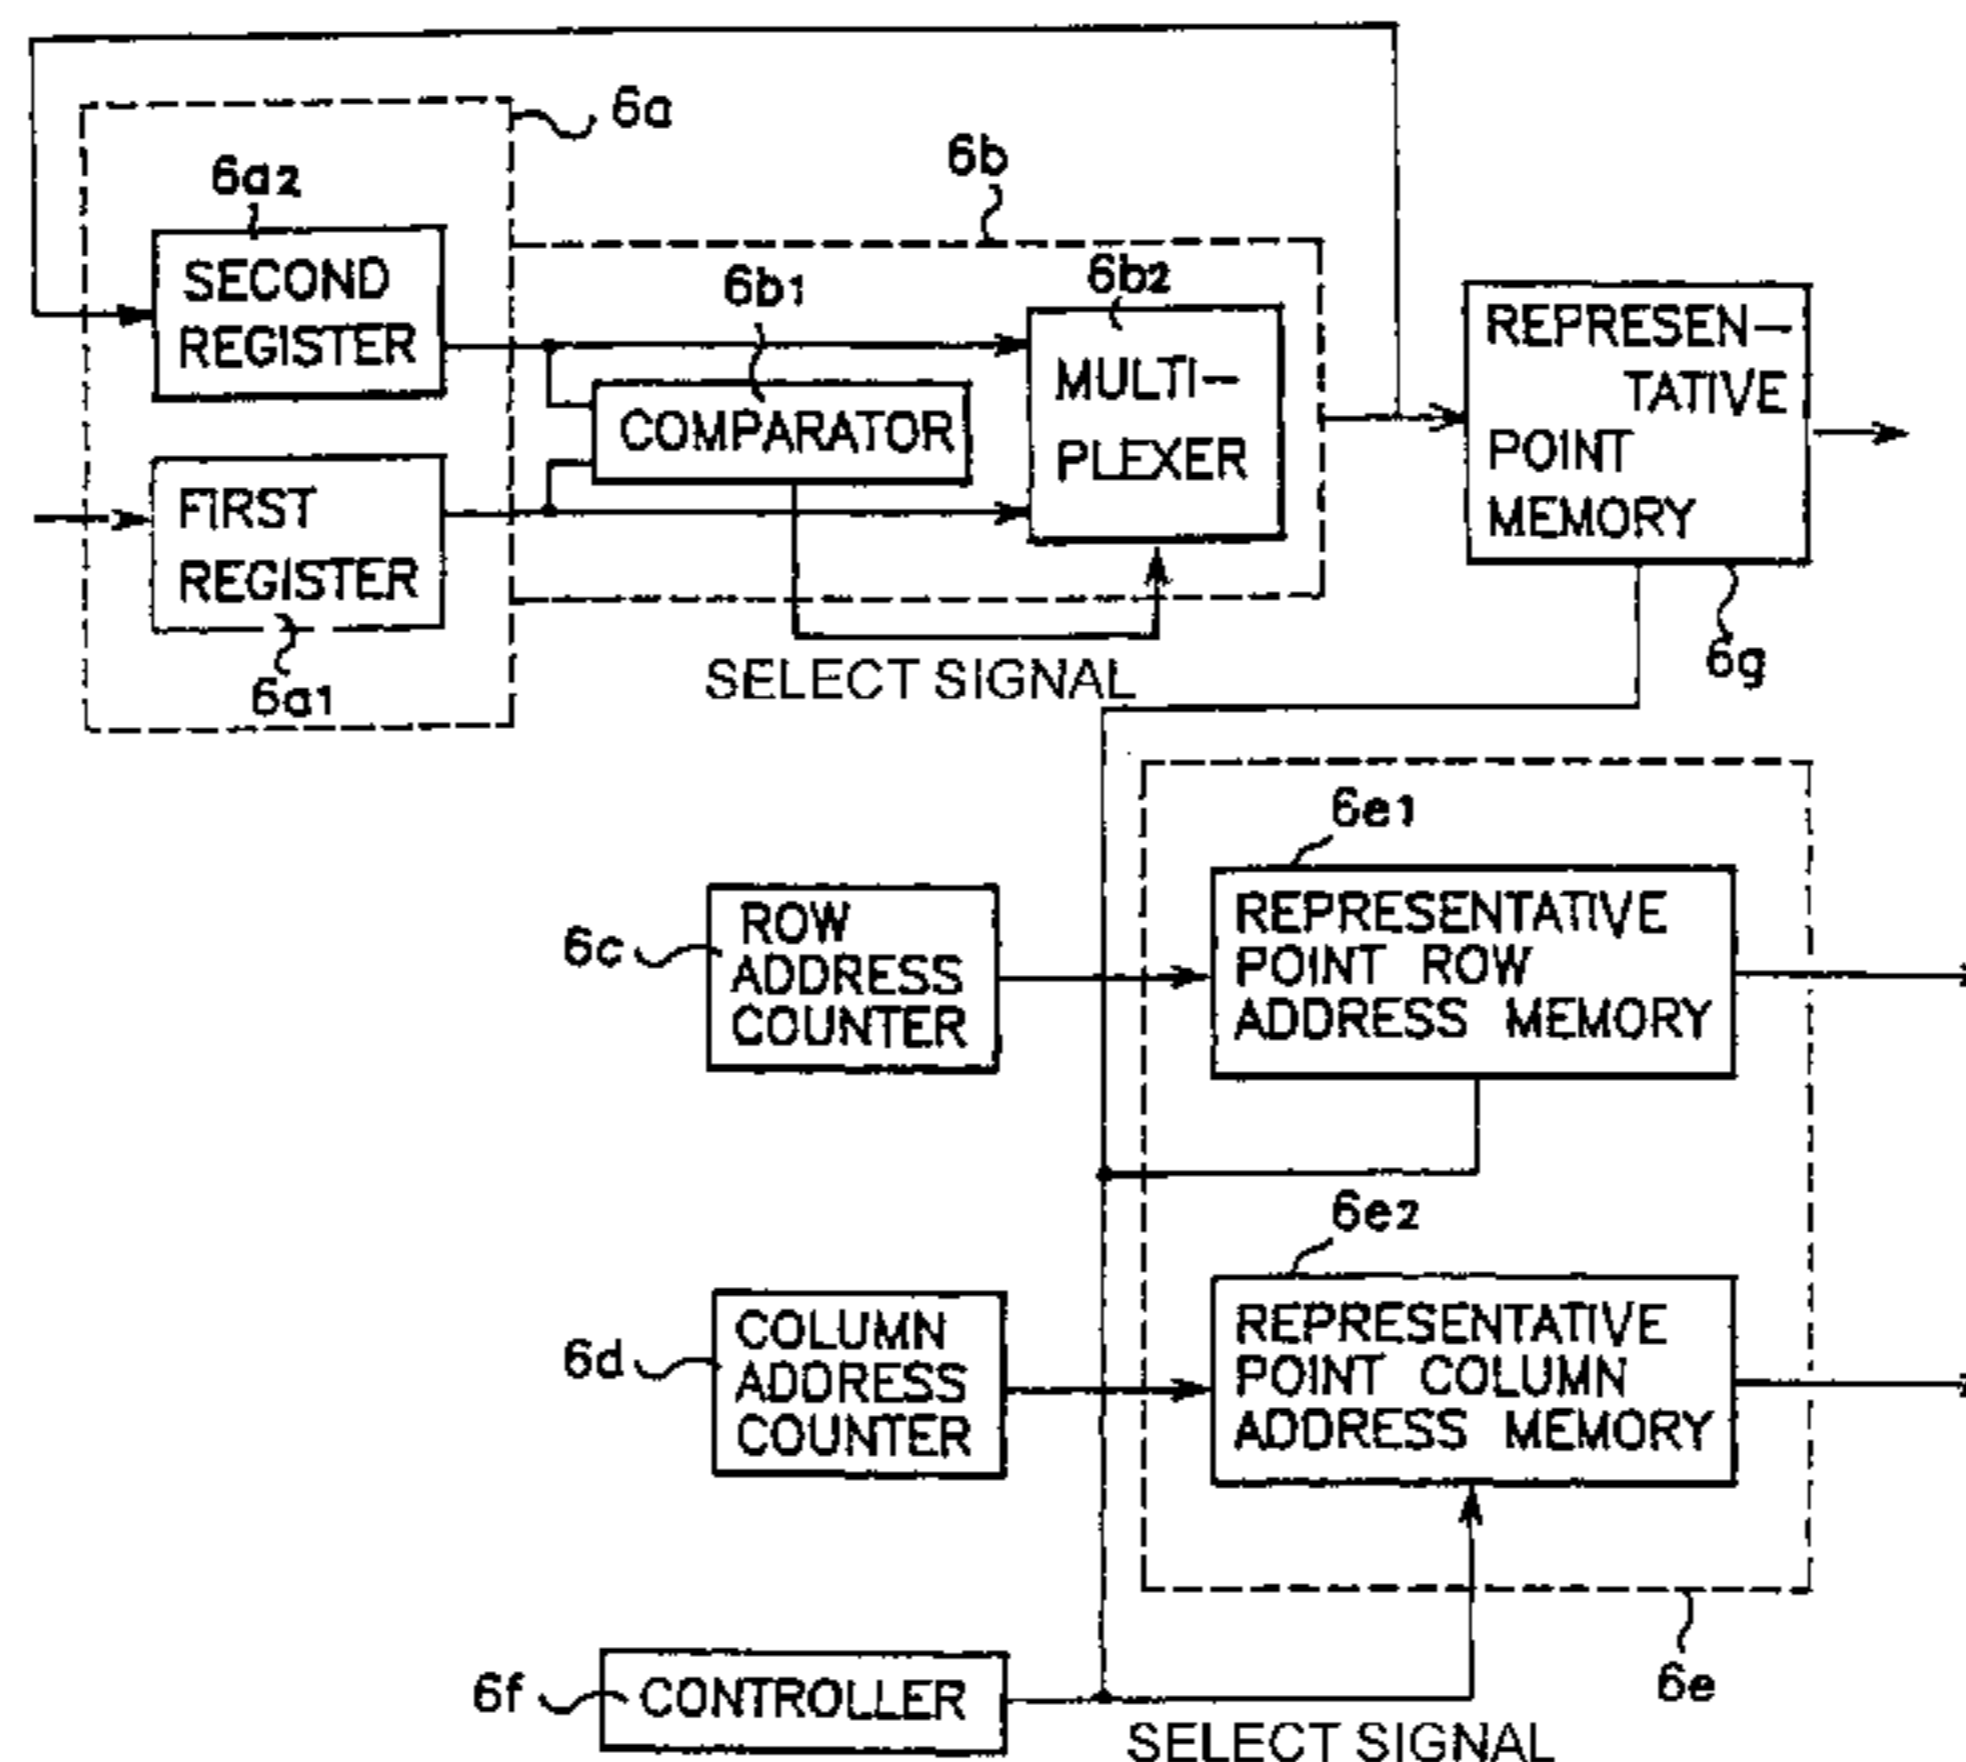 6a
6a2
SECOND
REGISTER
FIRST
REGISTER
6a1
6b
6b1
COMPARATOR
6b2
MULTI-
PLEXER
SELECT SIGNAL
REPRESEN-
TATIVE
POINT
MEMORY
6g
6c
ROW
ADDRESS
COUNTER
6e1
REPRESENTATIVE
POINT ROW
ADDRESS MEMORY
6d
COLUMN
ADDRESS
COUNTER
6e2
REPRESENTATIVE
POINT COLUMN
ADDRESS MEMORY
6e
6f
CONTROLLER
SELECT SIGNAL